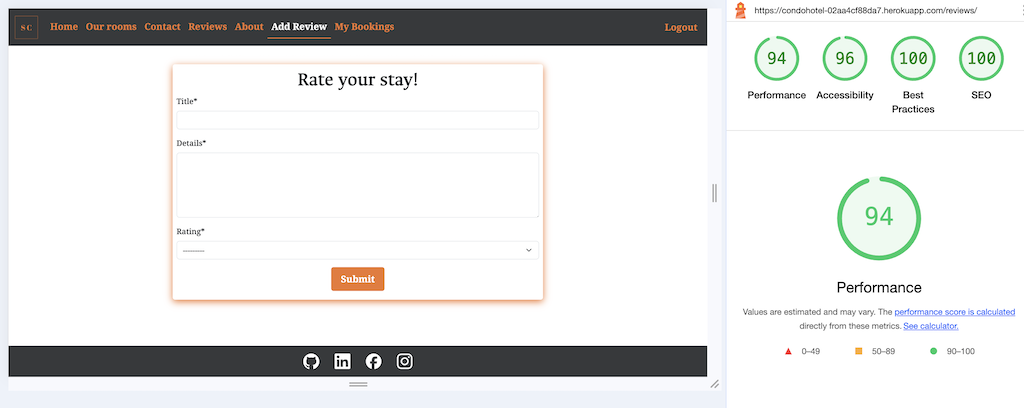 SC Home Our rooms Contact Reviews About Add Review My Bookings Logout
Rate your stay!
Title*
Details*
Rating*
---------
Submit
https://condohotel-02aa4cf88da7.herokuapp.com/reviews/
94 96 100 100
Performance Accessibility Best Practices SEO
94
Performance
Values are estimated and may vary. The performance score is calculated
directly from these metrics. See calculator.
0–49 50–89 90–100